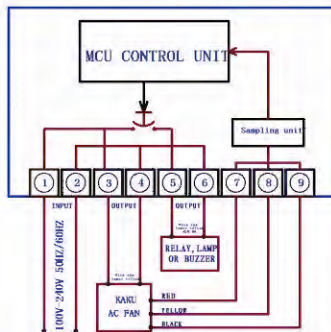 MCU CONTROL UNIT
Sampling unit
1 2 3 4 5 6 7 8 9
INPUT
OUTPUT
OUTPUT
100V-240V 50HZ/60HZ
RELAY, LAMP
OR BUZZER
KAKU
AC FAN
RED
YELLOW
BLACK